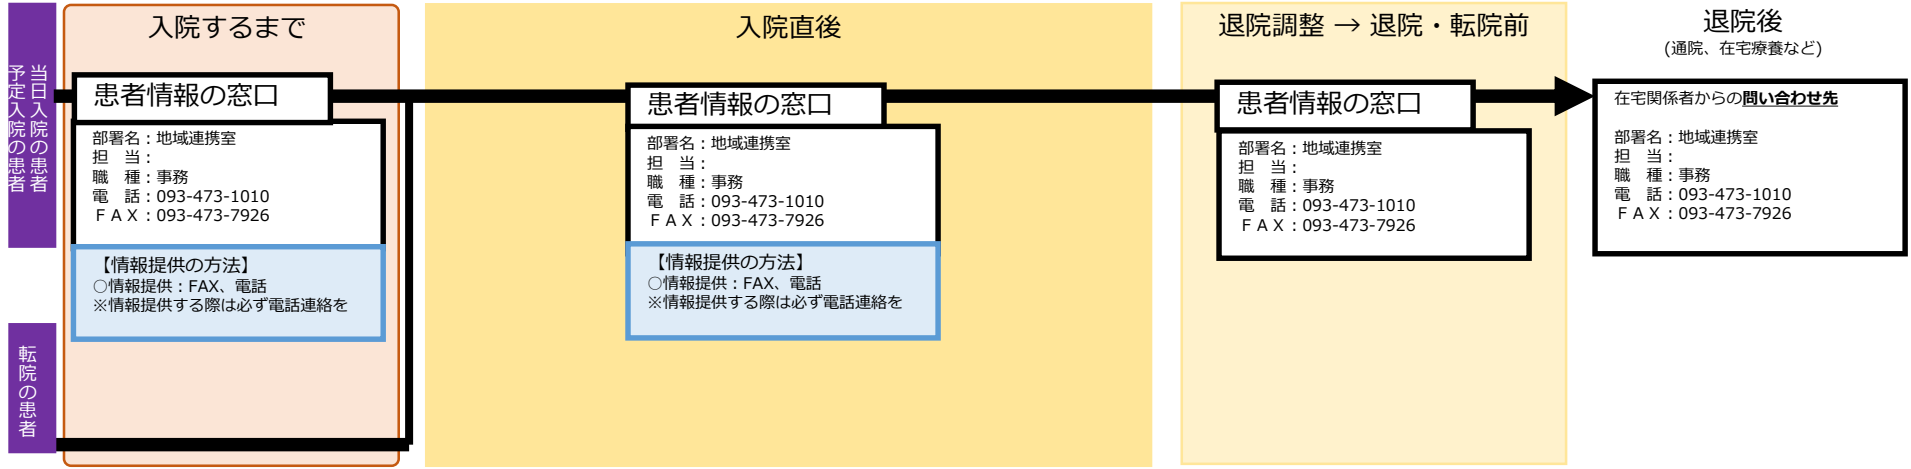 当日入院の患者
予定入院の患者
転院の患者
入院するまで
患者情報の窓口
部署名：地域連携室
担　当：
職　種：事務
電　話：093-473-1010
ＦＡＸ：093-473-7926
【情報提供の方法】
○情報提供：FAX、電話
※情報提供する際は必ず電話連絡を
入院直後
患者情報の窓口
部署名：地域連携室
担　当：
職　種：事務
電　話：093-473-1010
ＦＡＸ：093-473-7926
【情報提供の方法】
○情報提供：FAX、電話
※情報提供する際は必ず電話連絡を
退院調整 → 退院・転院前
患者情報の窓口
部署名：地域連携室
担　当：
職　種：事務
電　話：093-473-1010
ＦＡＸ：093-473-7926
退院後
(通院、在宅療養など)
在宅関係者からの問い合わせ先
部署名：地域連携室
担　当：
職　種：事務
電　話：093-473-1010
ＦＡＸ：093-473-7926